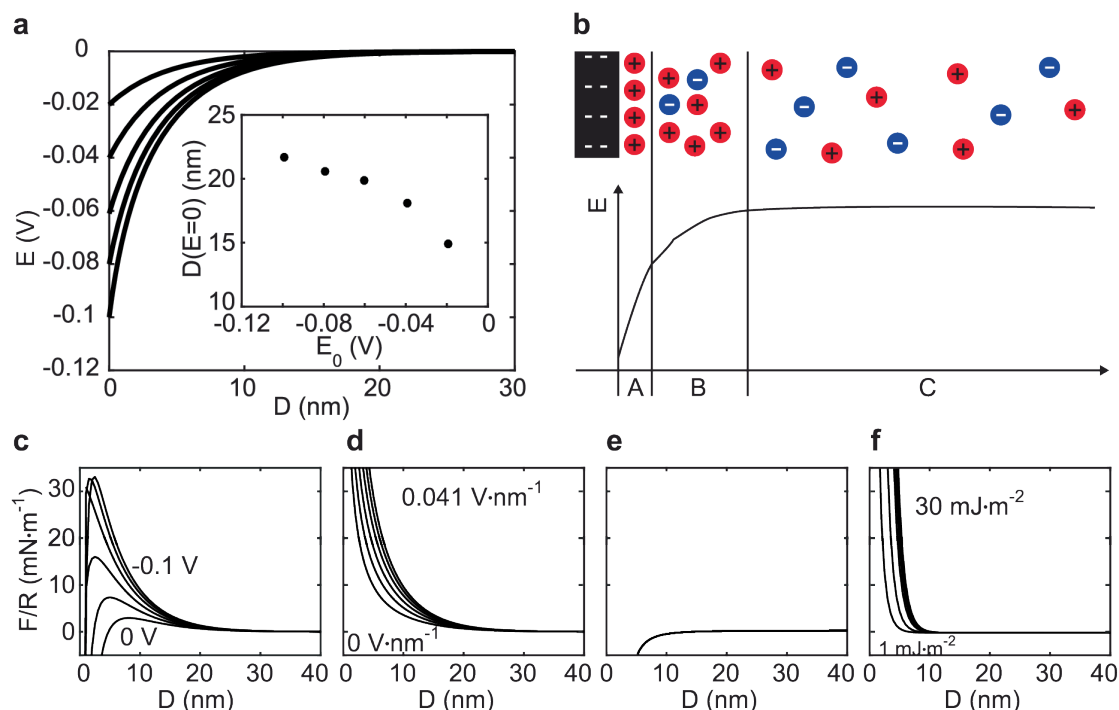 a
0
-0.02
-0.04
-0.06
-0.08
-0.1
-0.12
E (V)
0
10
20
30
D (nm)
25
20
15
10
D(E=0) (nm)
-0.12
-0.08
-0.04
0
E0 (V)
b
- -
- -
- -
- -
+ + + +
+ - + - + + + +
+ - + + - - + - + - + +
E
A
B
C
c
30
20
10
0
F/R (mN·m-1)
-0.1 V
0 V
0
10
20
30
40
D (nm)
d
0.041 V·nm-1
0 V·nm-1
0
10
20
30
40
D (nm)
e
0
10
20
30
40
D (nm)
f
30 mJ·m-2
1 mJ·m-2
0
10
20
30
40
D (nm)